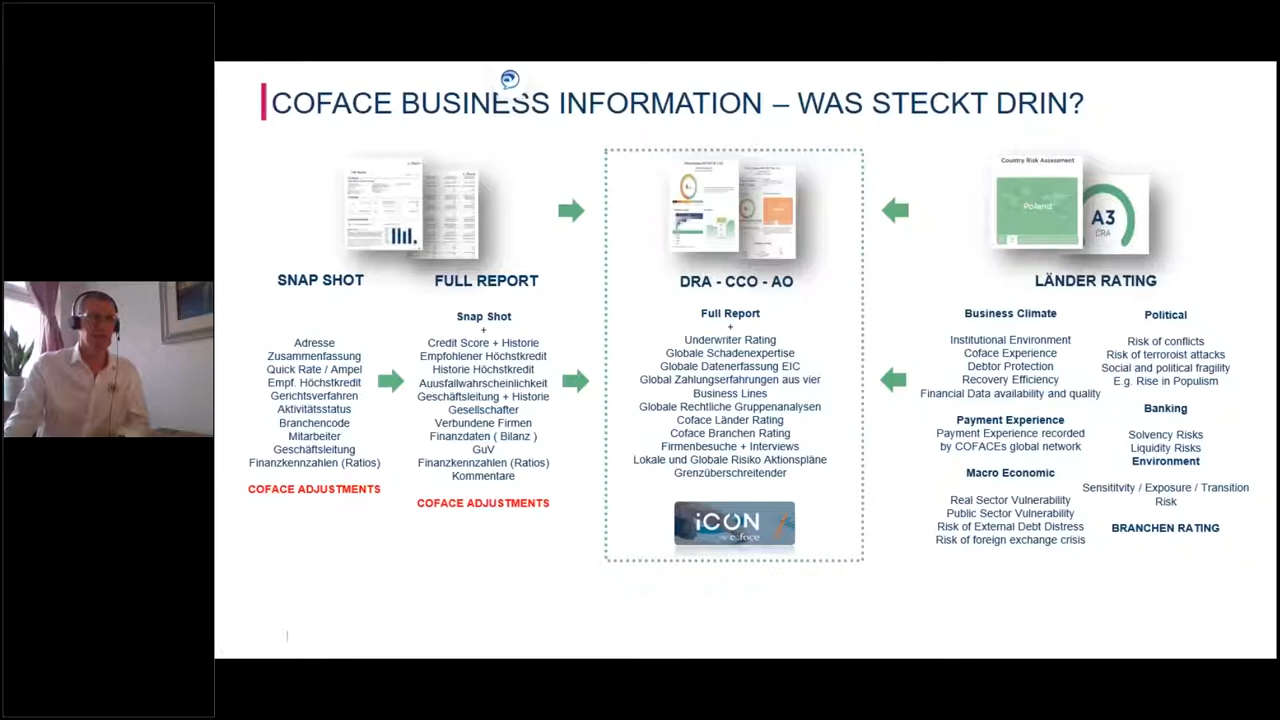 COFACE BUSINESS INFORMATION – WAS STECKT DRIN?
SNAP SHOT
Adresse
Zusammenfassung
Quick Rate / Ampel
Empf. Höchstkredit
Gerichtsverfahren
Aktivitätsstatus
Branchencode
Mitarbeiter
Geschäftsleitung
Finanzkennzahlen (Ratios)
COFACE ADJUSTMENTS
FULL REPORT
Snap Shot
+
Credit Score + Historie
Empfohlener Höchstkredit
Historie Höchstkredit
Auusfallwahrscheinlichkeit
Geschäftsleitung + Historie
Gesellschafter
Verbundene Firmen
Finanzdaten ( Bilanz )
GuV
Finanzkennzahlen (Ratios)
Kommentare
COFACE ADJUSTMENTS
DRA - CCO - AO
Full Report
+
Underwriter Rating
Globale Schadenexpertise
Globale Datenerfassung EIC
Global Zahlungserfahrungen aus vier
Business Lines
Globale Rechtliche Gruppenanalysen
Coface Länder Rating
Coface Branchen Rating
Firmenbesuche + Interviews
Lokale und Globale Risiko Aktionspläne
Grenzüberschreitender
iCON
by coface
Country Risk Assessment
Poland
A3
CRA
LÄNDER RATING
Business Climate
Institutional Environment
Coface Experience
Debtor Protection
Recovery Efficiency
Financial Data availability and quality
Payment Experience
Payment Experience recorded
by COFACEs global network
Macro Economic
Real Sector Vulnerability
Public Sector Vulnerability
Risk of External Debt Distress
Risk of foreign exchange crisis
Political
Risk of conflicts
Risk of terroroist attacks
Social and political fragility
E.g. Rise in Populism
Banking
Solvency Risks
Liquidity Risks
Environment
Sensititvity / Exposure / Transition
Risk
BRANCHEN RATING